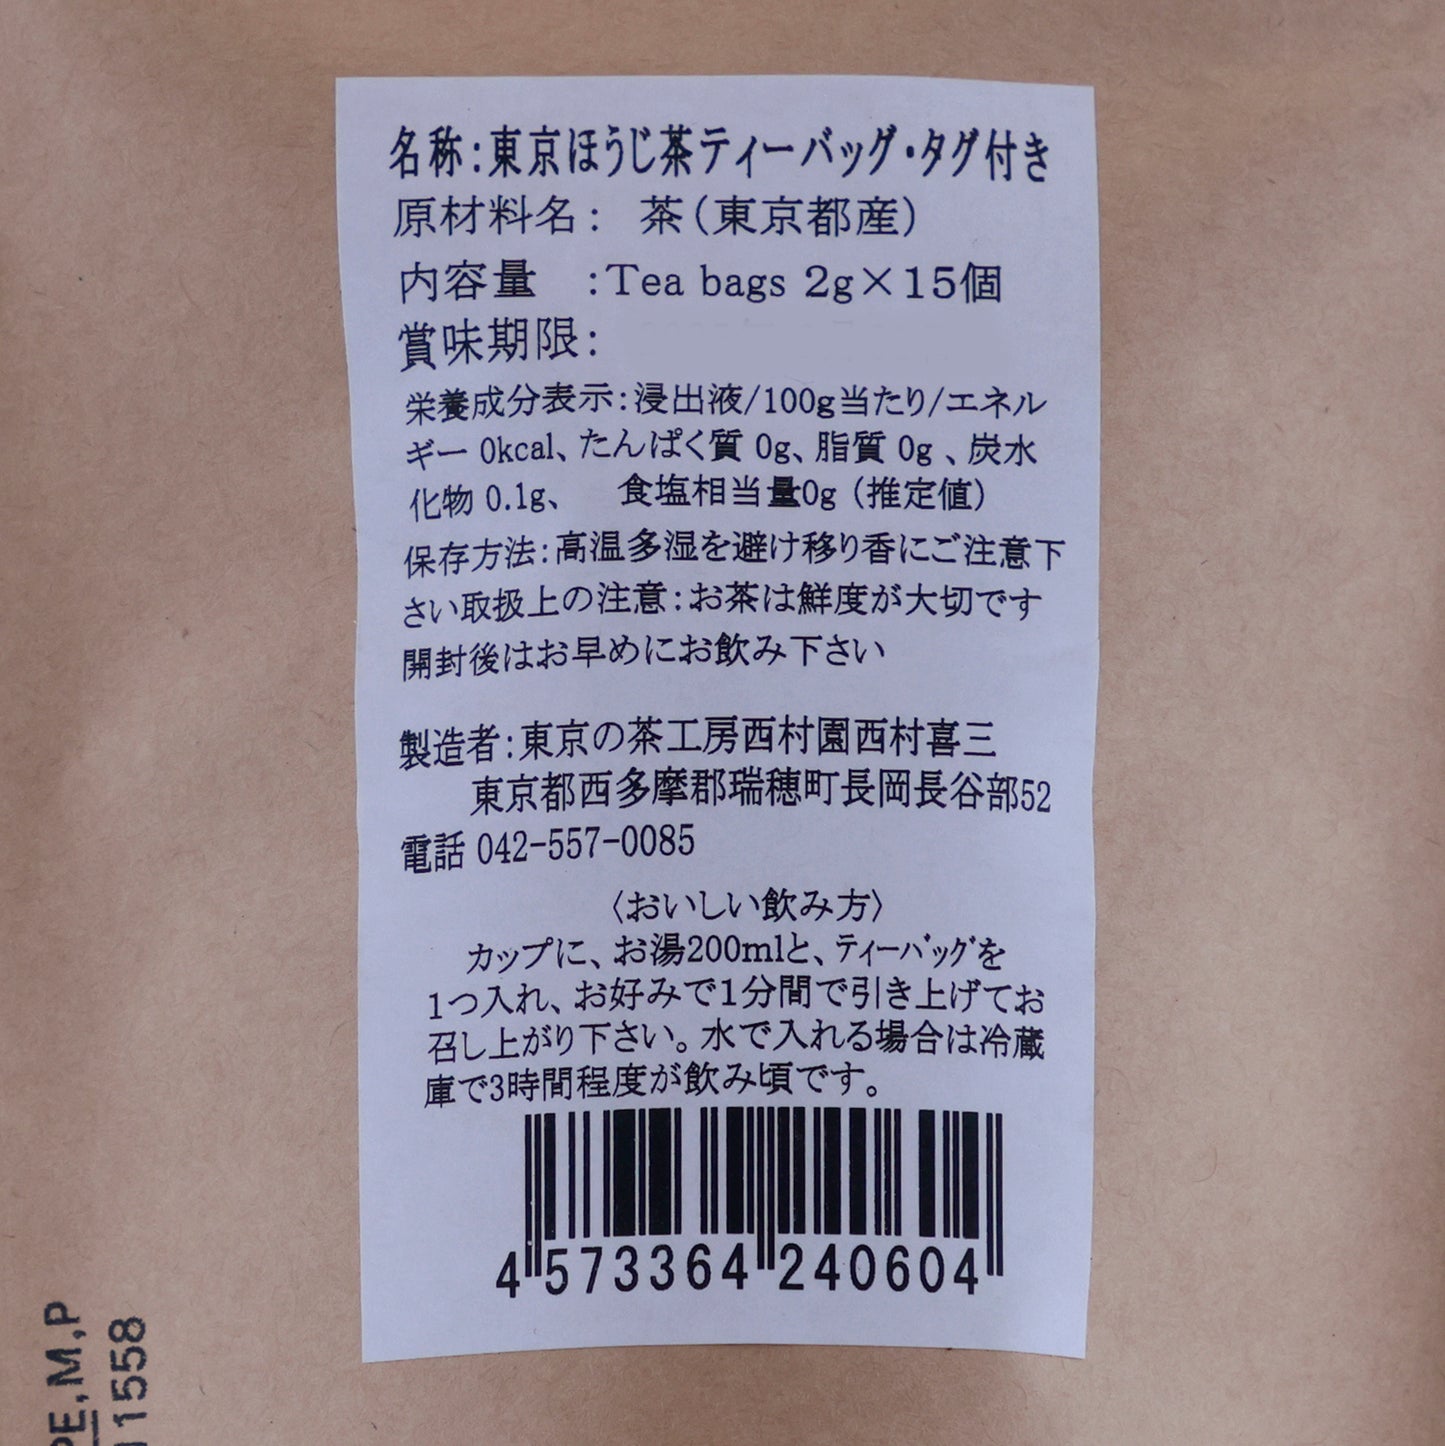 名称:東京ほうじ茶ティーバッグ・タグ付き
原材料名: 茶(東京都産)
内容量 :Tea bags 2g×15個
賞味期限:
栄養成分表示:浸出液/100g当たり/エネル
ギー 0kcal、たんぱく質 0g、脂質 0g 、炭水
化物 0.1g、 食塩相当量0g (推定値)
保存方法:高温多湿を避け移り香にご注意下
さい取扱上の注意:お茶は鮮度が大切です
開封後はお早めにお飲み下さい
製造者:東京の茶工房西村園西村喜三
東京都西多摩郡瑞穂町長岡長谷部52
電話 042-557-0085
〈おいしい飲み方〉
カップに、お湯200mlと、ティーバッグを
1つ入れ、お好みで1分間で引き上げてお
召し上がり下さい。水で入れる場合は冷蔵
庫で3時間程度が飲み頃です。
4573364240604
PE,M,P
11558